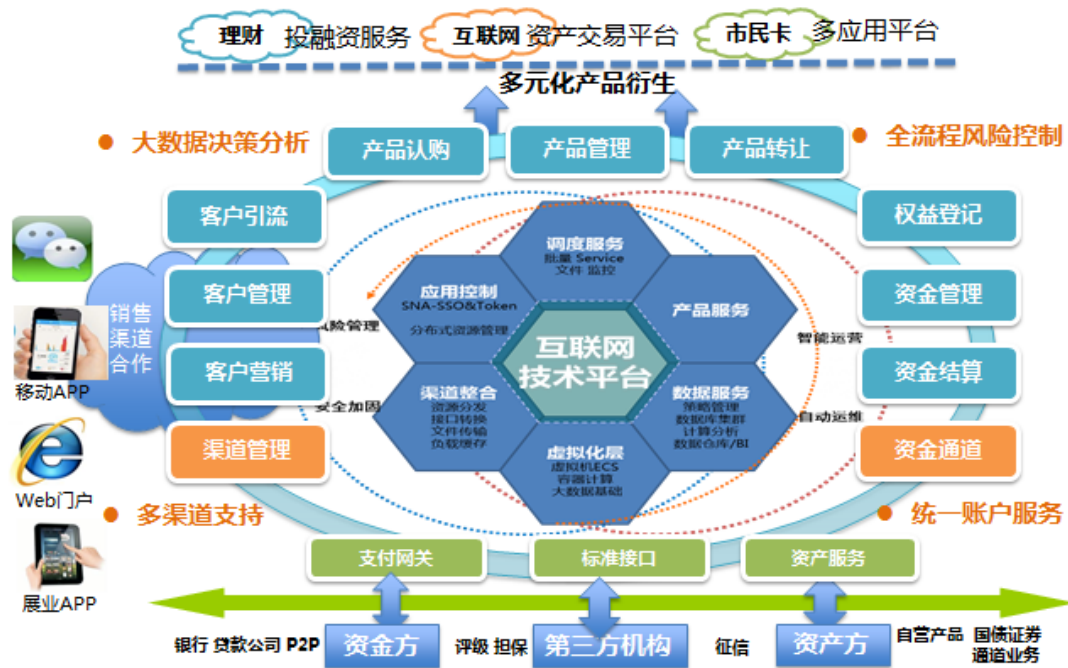 理财 投融资服务 互联网 资产交易平台 市民卡 多应用平台
多元化产品衍生
大数据决策分析
全流程风险控制
产品认购
产品管理
产品转让
客户引流
权益登记
客户管理
资金管理
客户营销
资金结算
渠道管理
资金通道
销售
渠道
合作
移动APP
Web门户
展业APP
调度服务
批量 Service
文件 监控
应用控制
SNA-SSO&Token
分布式资源管理
产品服务
互联网
技术平台
渠道整合
资源分发
接口转换
文件传输
负载缓存
数据服务
策略管理
数据库集群
计算分析
数据仓库/BI
虚拟化层
虚拟机ECS
容器计算
大数据基础
风险管理
安全加固
智能运营
自动运维
多渠道支持
统一账户服务
支付网关
标准接口
资产服务
银行 贷款公司 P2P
资金方
评级 担保
第三方机构
征信
资产方
自营产品
国债证券
通道业务